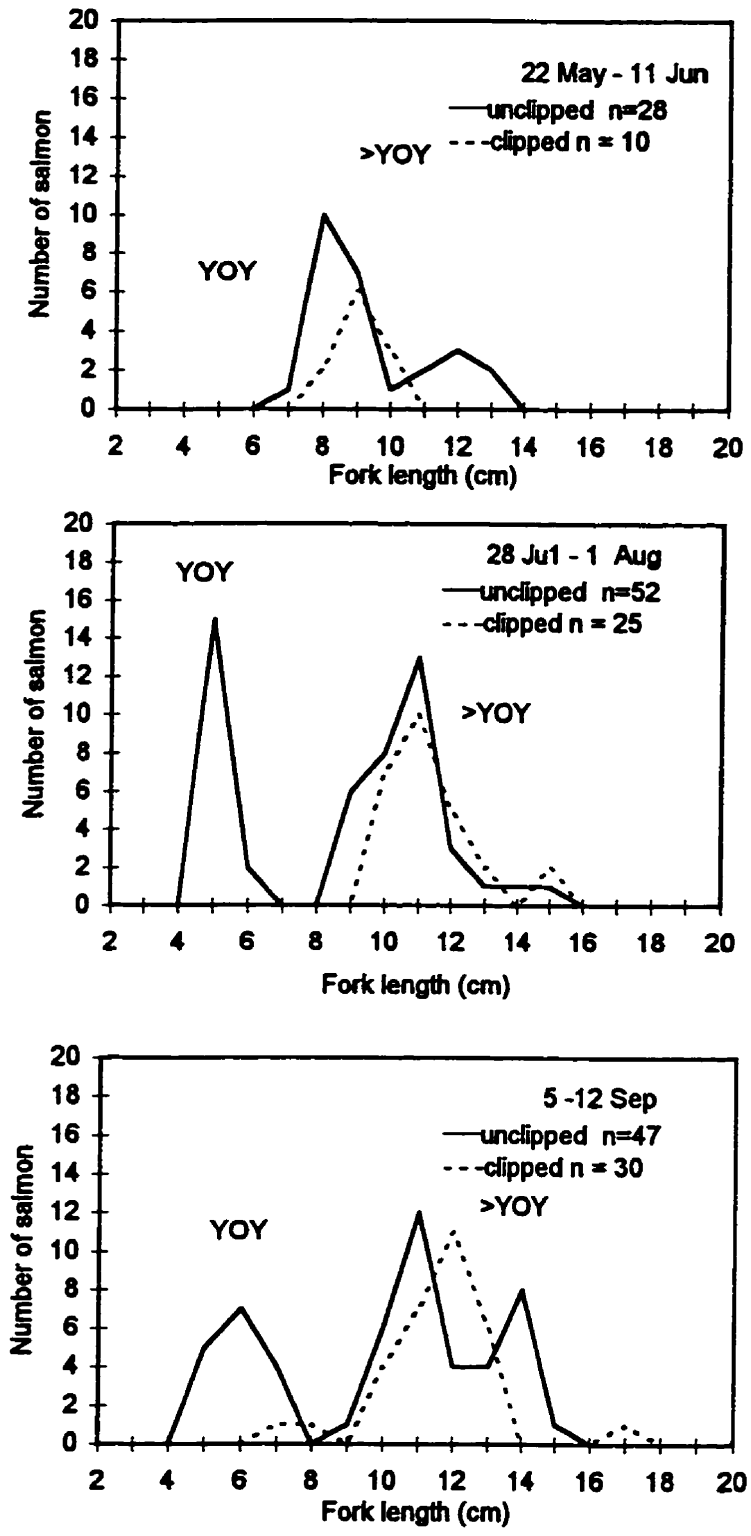 20
18
16
14
12
10
8
6
4
2
0
Number of salmon
22 May - 11 Jun
unclipped n=28
clipped n = 10
>YOY
YOY
2 4 6 8 10 12 14 16 18 20
Fork length (cm)
20
18
16
14
12
10
8
6
4
2
0
Number of salmon
28 Ju1 - 1 Aug
YOY
unclipped n=52
clipped n = 25
>YOY
2 4 6 8 10 12 14 16 18 20
Fork length (cm)
20
18
16
14
12
10
8
6
4
2
0
Number of salmon
5 -12 Sep
unclipped n=47
clipped n = 30
>YOY
YOY
2 4 6 8 10 12 14 16 18 20
Fork length (cm)